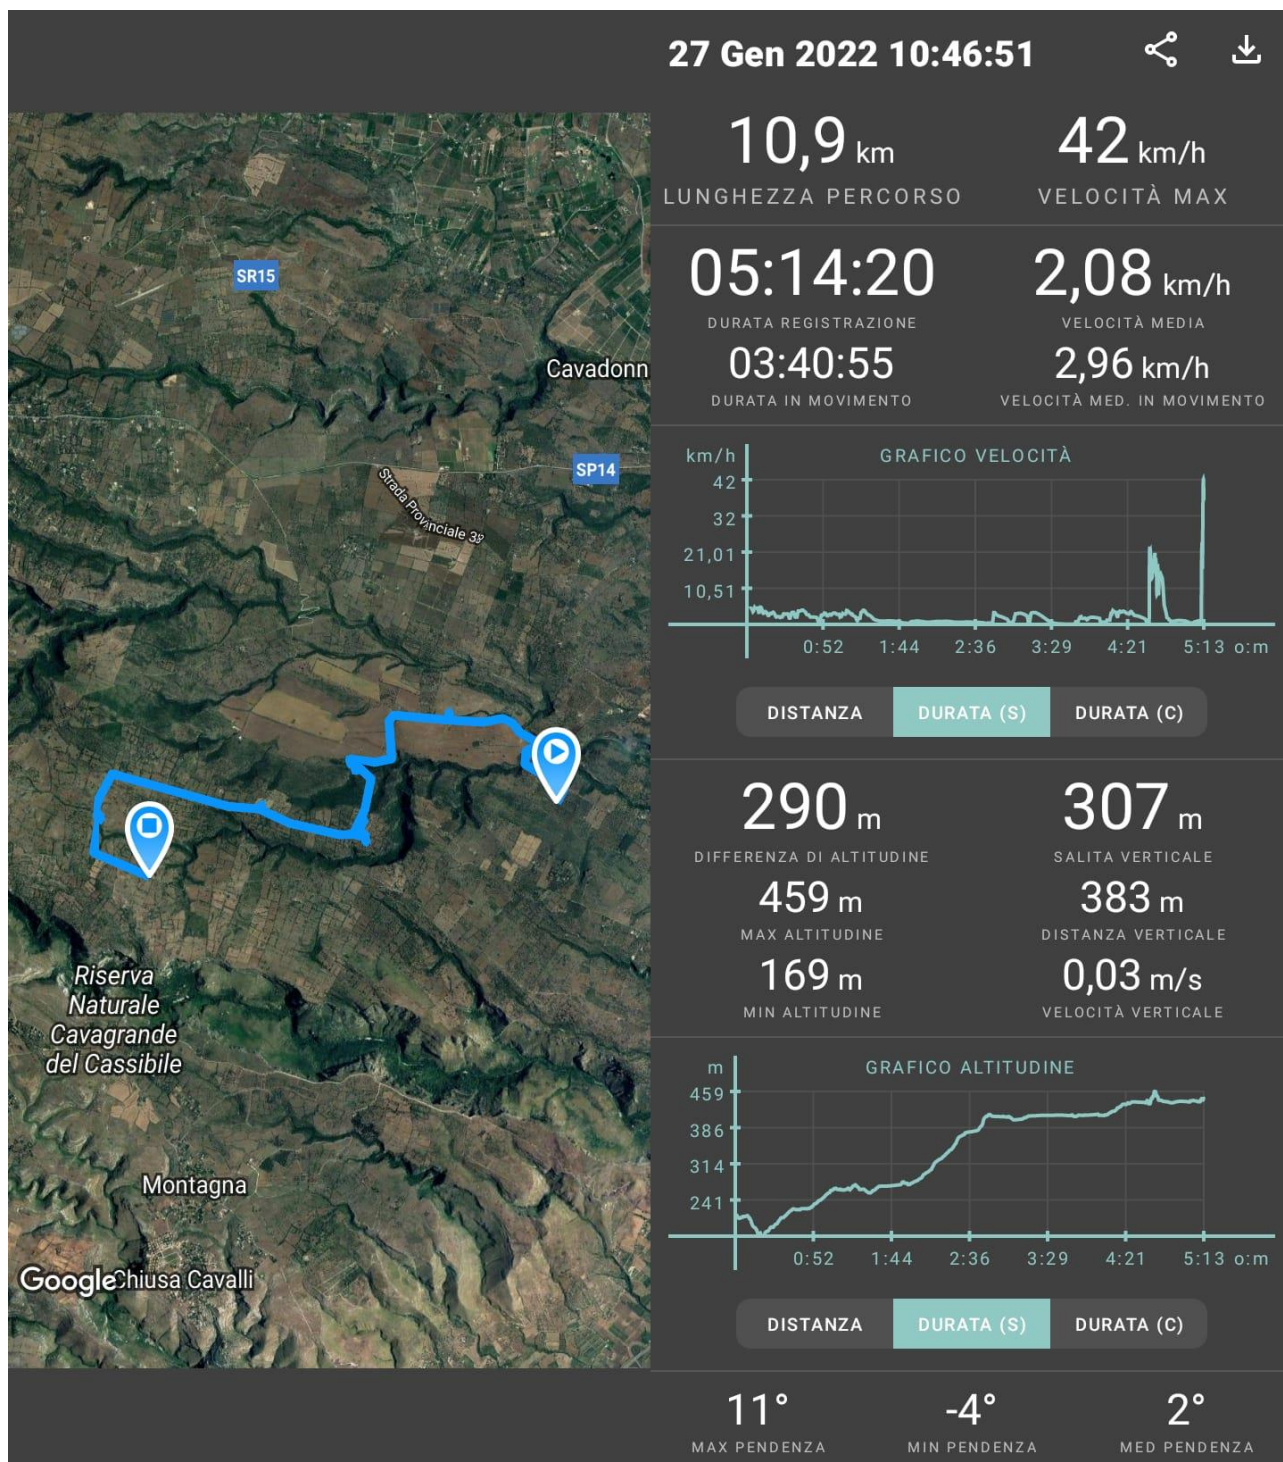 27 Gen 2022 10:46:51
10,9 km
42 km/h
LUNGHEZZA PERCORSO
VELOCITÀ MAX
05:14:20
2,08 km/h
DURATA REGISTRAZIONE
VELOCITÀ MEDIA
03:40:55
2,96 km/h
DURATA IN MOVIMENTO
VELOCITÀ MED. IN MOVIMENTO
km/h
GRAFICO VELOCITÀ
42
32
21,01
10,51
0:52 1:44 2:36 3:29 4:21 5:13 o:m
DISTANZA DURATA (S) DURATA (C)
290 m
307 m
DIFFERENZA DI ALTITUDINE
SALITA VERTICALE
459 m
383 m
MAX ALTITUDINE
DISTANZA VERTICALE
169 m
0,03 m/s
MIN ALTITUDINE
VELOCITÀ VERTICALE
m
GRAFICO ALTITUDINE
459
386
314
241
0:52 1:44 2:36 3:29 4:21 5:13 o:m
DISTANZA DURATA (S) DURATA (C)
11° -4° 2°
MAX PENDENZA MIN PENDENZA MED PENDENZA
SR15
Cavadonn
SP14
Strada Provinciale 38
Riserva
Naturale
Cavagrande
del Cassibile
Montagna
Google
Chiusa Cavalli